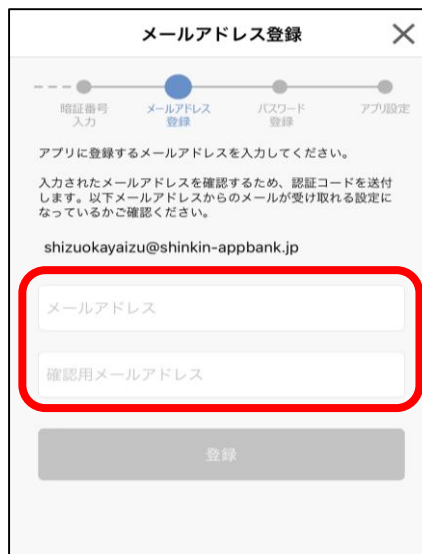 メールアドレス登録
暗証番号
入力
メールアドレス
登録
パスワード
登録
アプリ設定
アプリに登録するメールアドレスを入力してください。
入力されたメールアドレスを確認するため、認証コードを送付
します。以下メールアドレスからのメールが受け取れる設定に
なっているかご確認ください。
shizuokayaizu@shinkin-appbank.jp
メールアドレス
確認用メールアドレス
登録